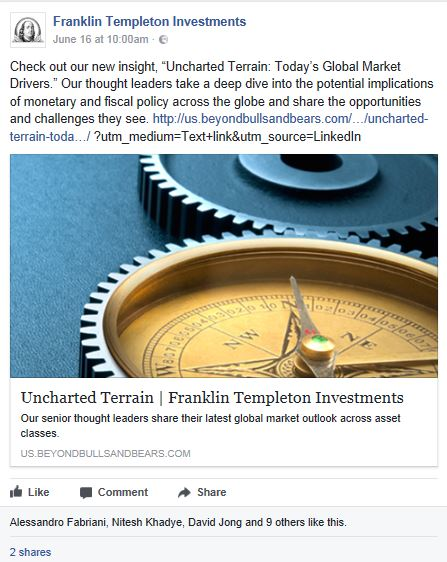 Franklin Templeton Investments
June 16 at 10:00am ·
Check out our new insight, “Uncharted Terrain: Today’s Global Market
Drivers.” Our thought leaders take a deep dive into the potential implications
of monetary and fiscal policy across the globe and share the opportunities
and challenges they see. http://us.beyondbullsandbears.com/…/uncharted-
terrain-toda…/ ?utm_medium=Text+link&utm_source=LinkedIn
NW
NE
Uncharted Terrain | Franklin Templeton Investments
Our senior thought leaders share their latest global market outlook across asset
classes.
US.BEYONDBULLSANDBEARS.COM
Like Comment Share
Alessandro Fabriani, Nitesh Khadye, David Jong and 9 others like this.
2 shares